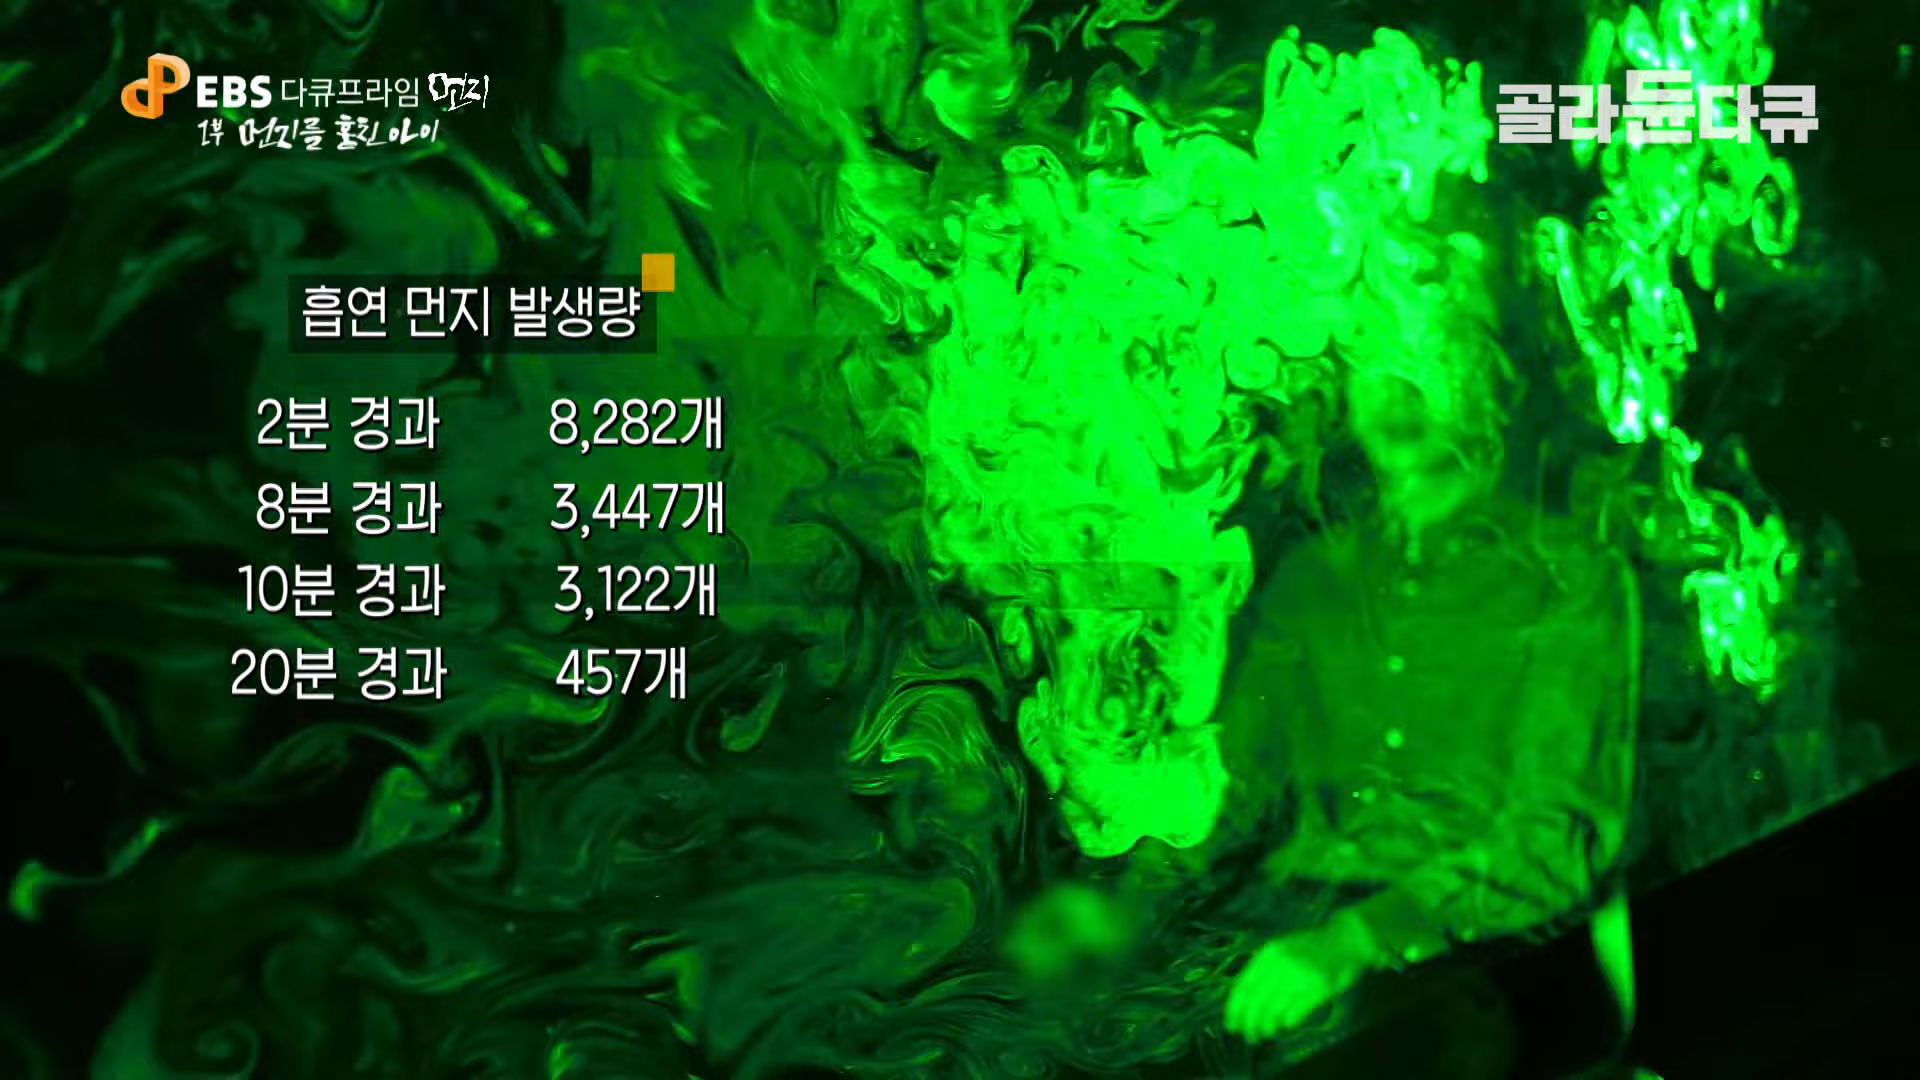 EBS 다큐프라임 먼지
1부 먼지를 훔친 아이
골라듄다큐
흡연 먼지 발생량
2분 경과 8,282개
8분 경과 3,447개
10분 경과 3,122개
20분 경과 457개